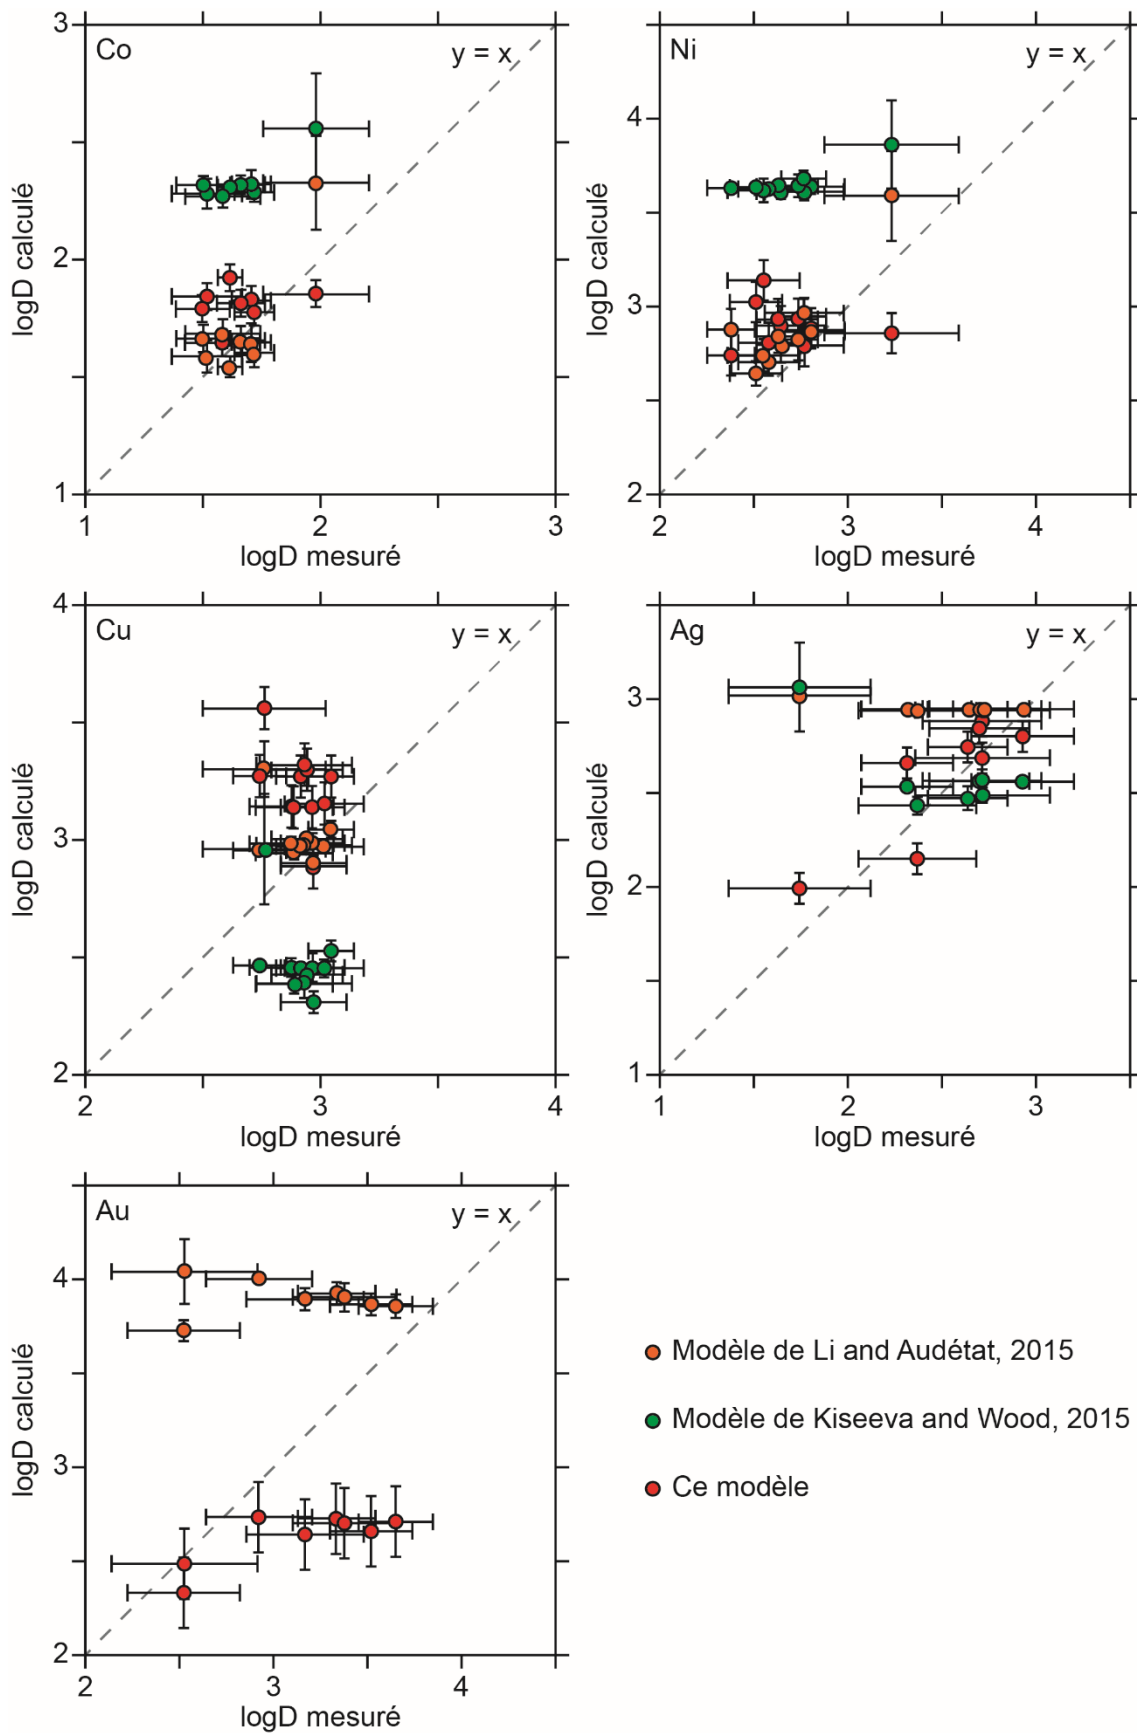 3
Co
y = x
2
logD calculé
1
1
2
3
logD mesuré
Ni
y = x
4
3
logD calculé
2
2
3
4
logD mesuré
4
Cu
y = x
3
logD calculé
2
2
3
4
logD mesuré
Ag
y = x
3
2
logD calculé
1
1
2
3
logD mesuré
Au
y = x
4
3
logD calculé
2
2
3
4
logD mesuré
Modèle de Li and Audétat, 2015
Modèle de Kiseeva and Wood, 2015
Ce modèle